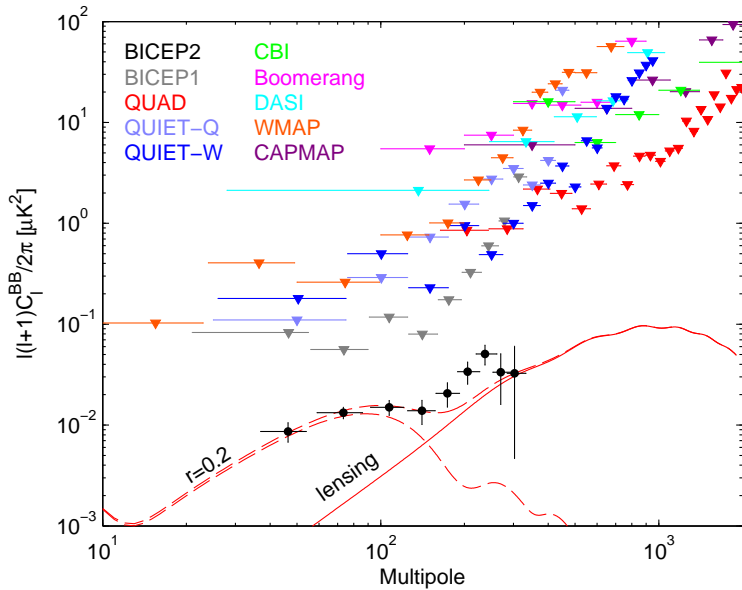 10^2
10^1
10^0
10^-1
10^-2
10^-3
l(l+1)C_l^BB/2π [μK^2]
BICEP2
BICEP1
QUAD
QUIET-Q
QUIET-W
CBI
Boomerang
DASI
WMAP
CAPMAP
r=0.2
lensing
10^1
10^2
10^3
Multipole